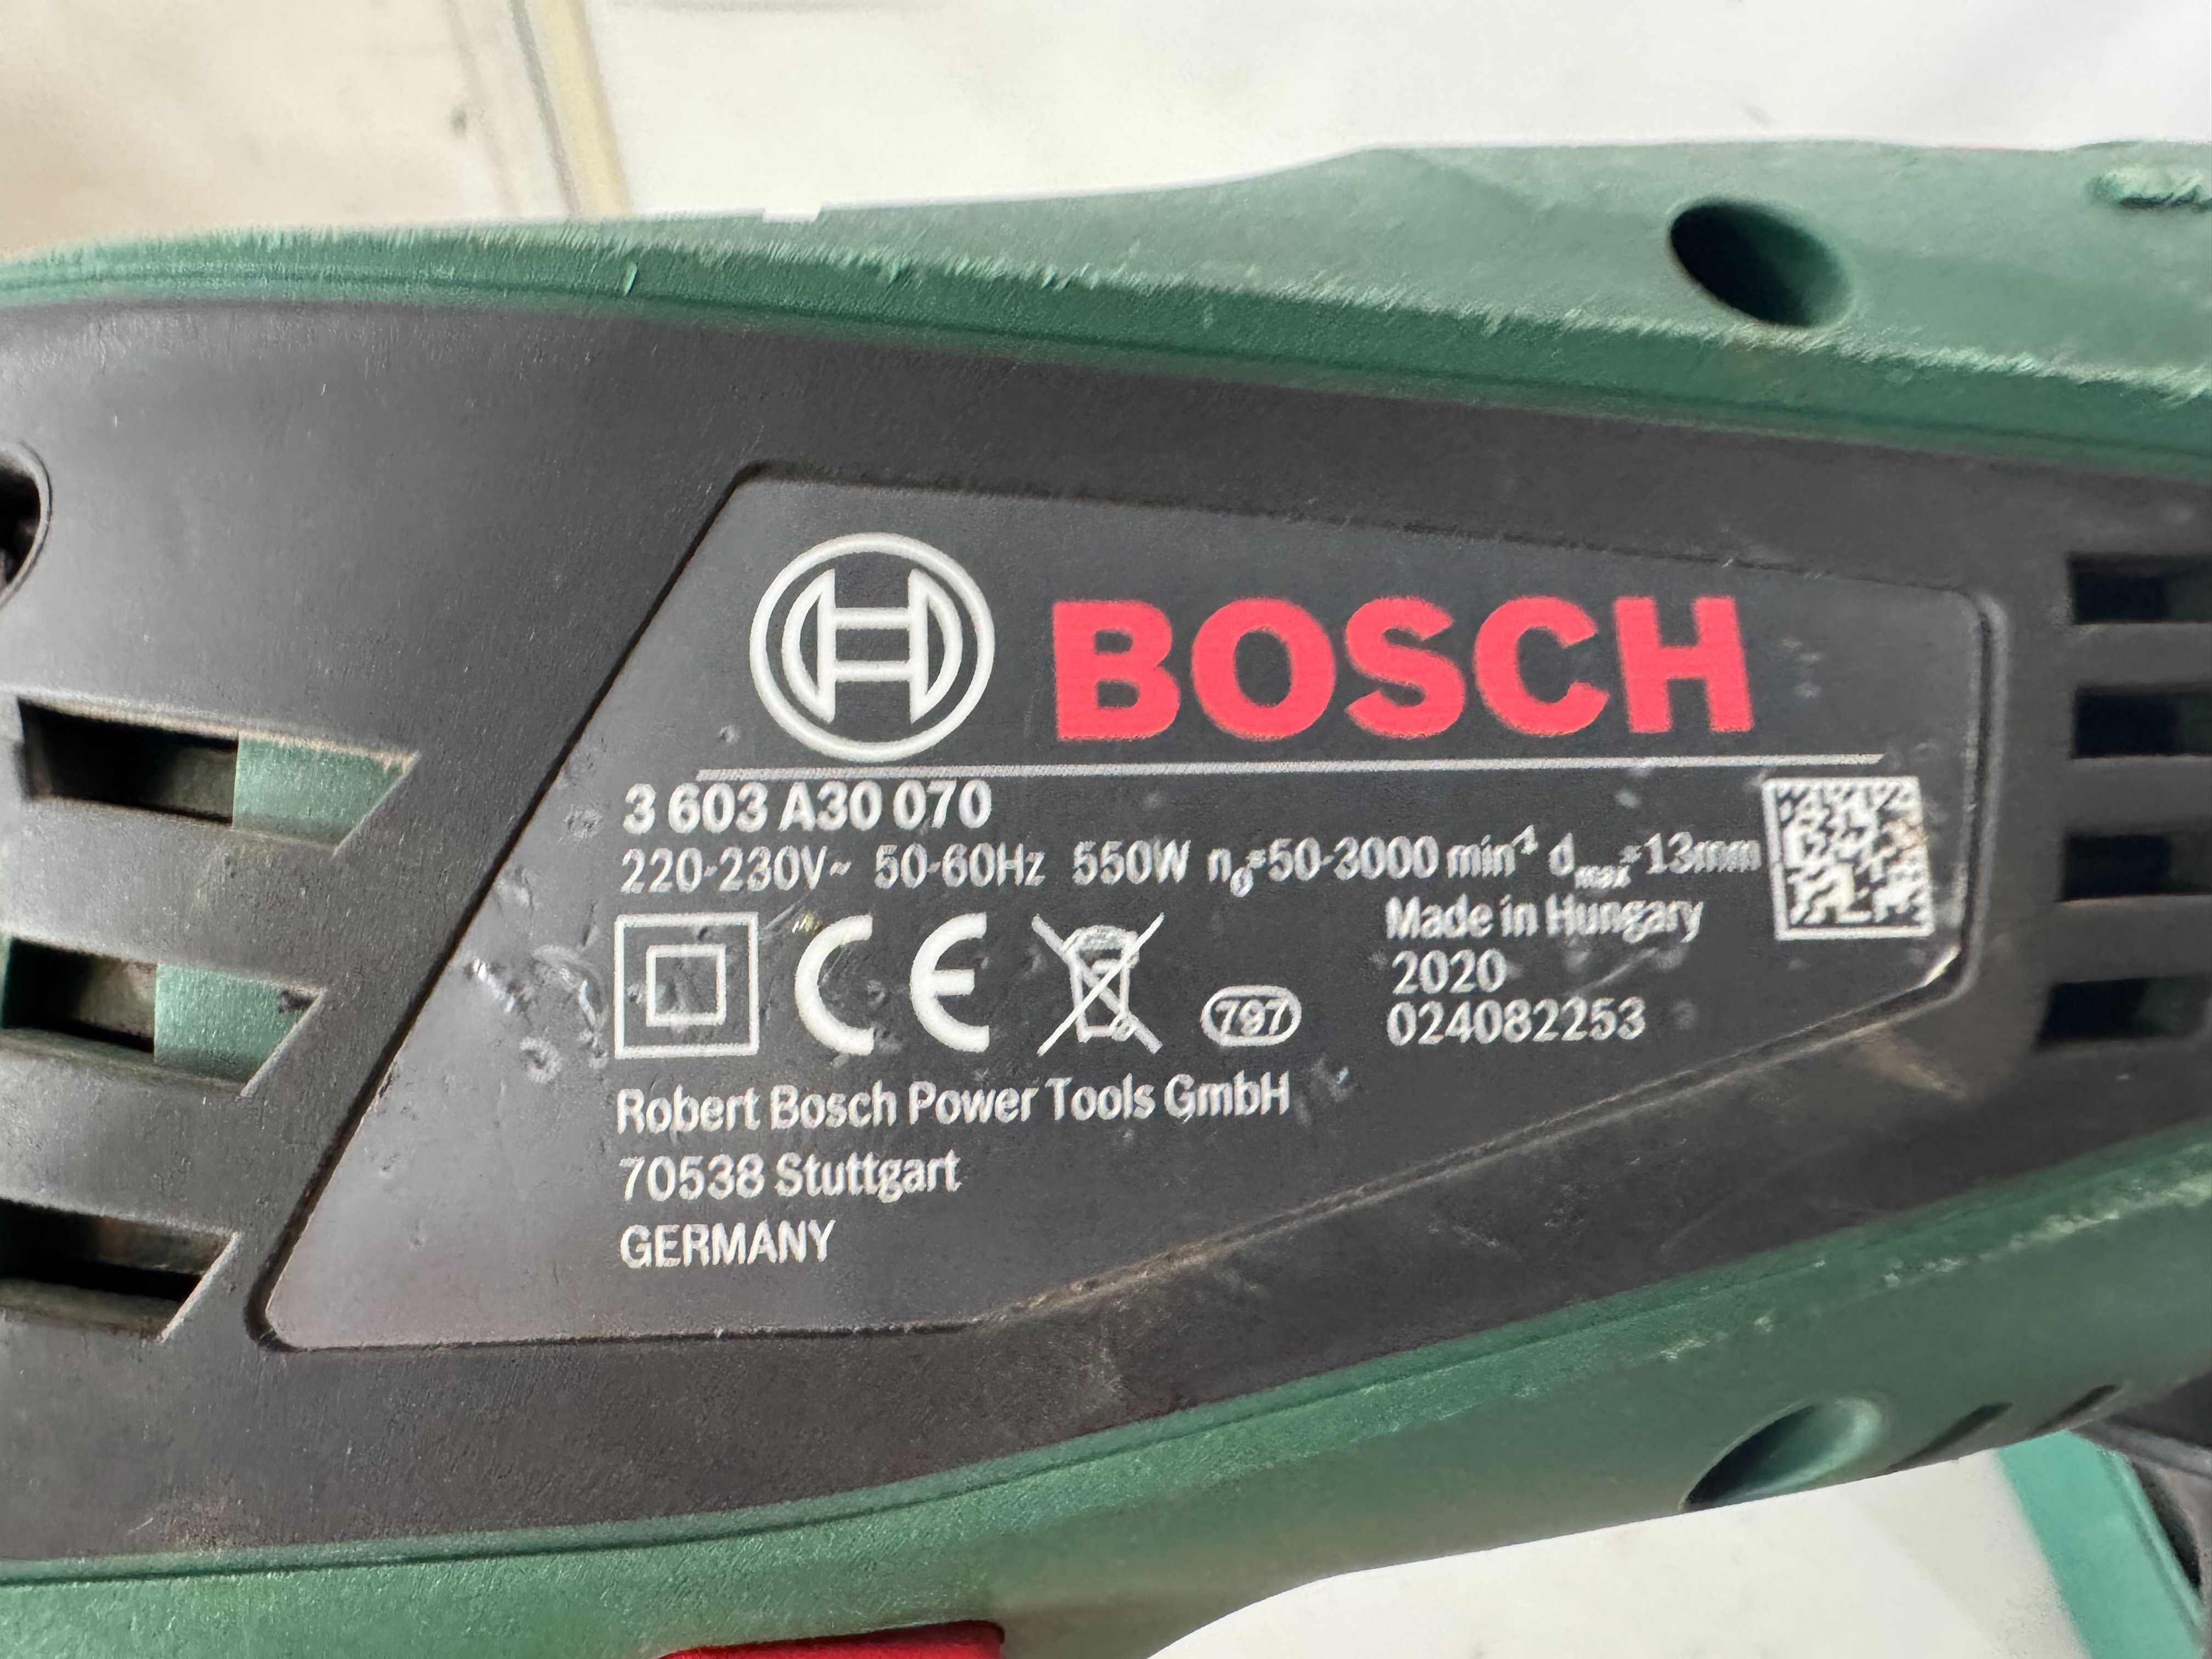 BOSCH
3 603 A30 070
220-230V~ 50-60Hz 550W n₀=50-3000 min⁻¹ dmax=13mm
Made in Hungary
2020
024082253
CE
797
Robert Bosch Power Tools GmbH
70538 Stuttgart
GERMANY